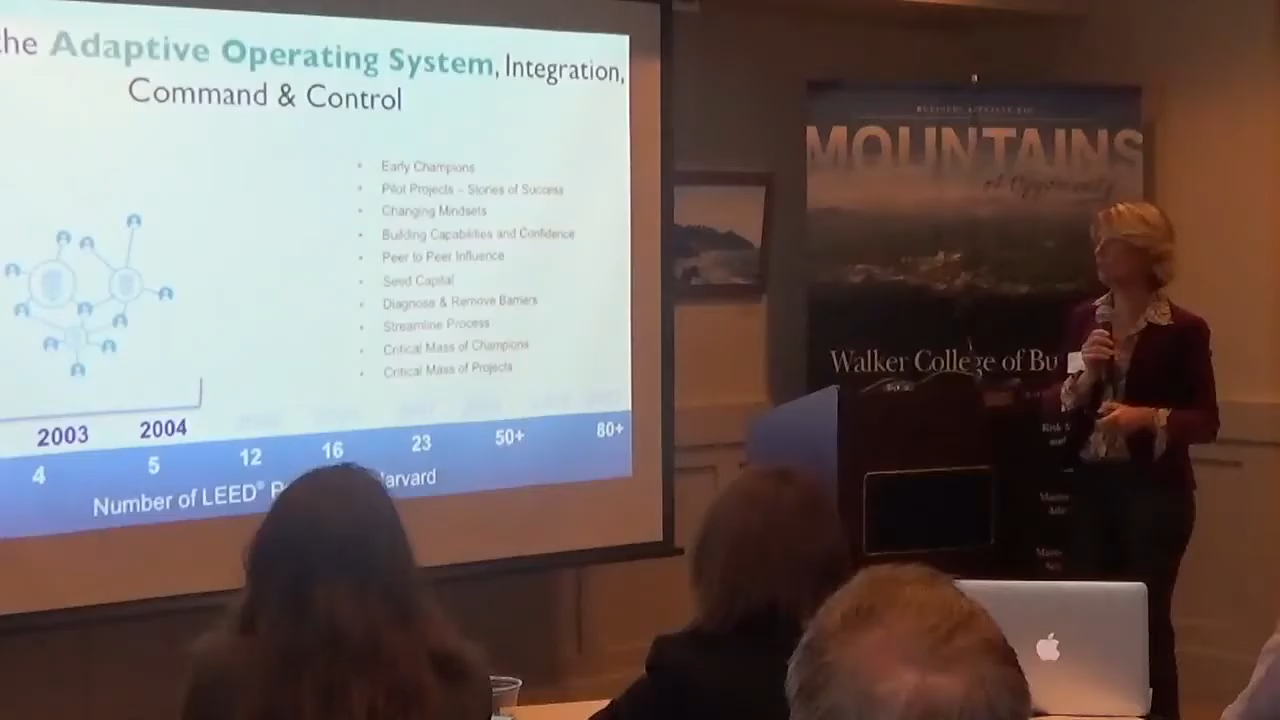 the Adaptive Operating System, Integration,
Command & Control
• Early Champions
• Pilot Projects – Stories of Success
• Changing Mindsets
• Building Capabilities and Confidence
• Peer to Peer Influence
• Seed Capital
• Diagnose & Remove Barriers
• Streamline Process
• Critical Mass of Champions
• Critical Mass of Projects
2003 2004
4 5 12 16 23 50+ 80+
Number of LEED® arvard
MOUNTAINS
of Opportunity
Walker College of Bu